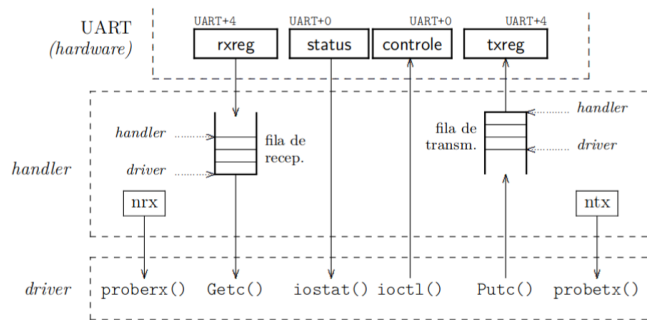 UART
(hardware)
UART+4
UART+0
UART+0
UART+4
rxreg
status
controle
txreg
handler
handler
driver
fila de
recep.
fila de
transm.
handler
driver
nrx
ntx
driver
proberx()
Getc()
iostat()
ioctl()
Putc()
probetx()